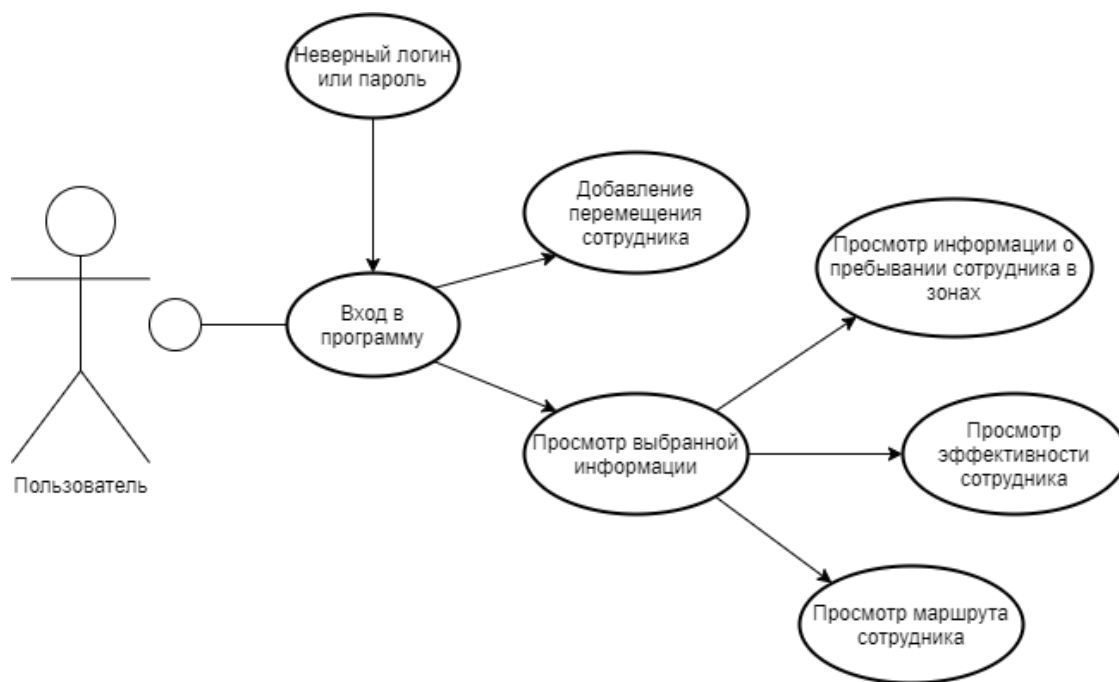 Неверный логин
или пароль
Добавление
перемещения
сотрудника
Просмотр информации о
пребывании сотрудника в
зонах
Вход в
программу
Просмотр выбранной
информации
Просмотр
эффективности
сотрудника
Пользователь
Просмотр маршрута
сотрудника